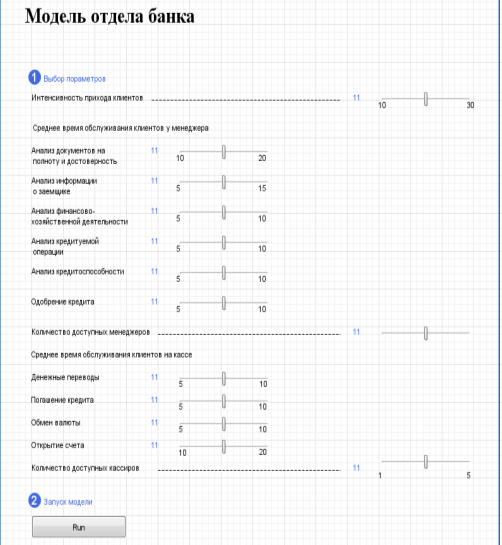 Модель отдела банка
1 Выбор пораметров
Интенсивность прихода клиентов 11 10 30
Среднее время обслуживания клиентов у менеджера
Анализ документов на 11 10 20
полноту и достоверность
Анализ информации 11 5 15
о заемщике
Анализ финансово- 11 5 10
хозяйственной деятельности
Анализ кредитуемой 11 5 10
операции
Анализ кредитоспособности 11 5 10
Одобрение кредита 11 5 10
Количество доступных менеджеров 11
Среднее время обслуживания клиентов на кассе
Денежные переводы 11 5 10
Погашение кредита 11 5 10
Обмен валюты 11 5 10
Открытие счета 11 10 20
Количество доступных кассиров 11 1 5
2 Запуск модели
Run